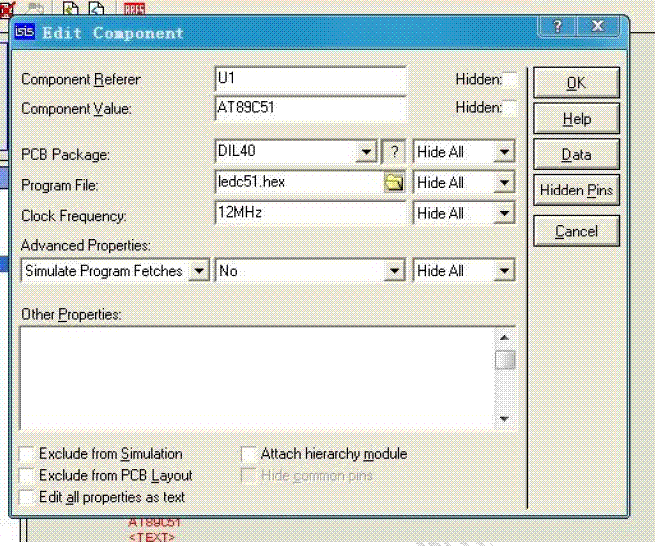 ARES
isis Edit Component
? X
Component Referer U1 Hidden:
Component Value: AT89C51 Hidden:
PCB Package: DIL40 ? Hide All
Program File: ledc51.hex Hide All
Clock Frequency: 12MHz Hide All
Advanced Properties:
Simulate Program Fetches No Hide All
Other Properties:
Exclude from Simulation Attach hierarchy module
Exclude from PCB Layout Hide common pins
Edit all properties as text
OK
Help
Data
Hidden Pins
Cancel
AT89C51
<TEXT>